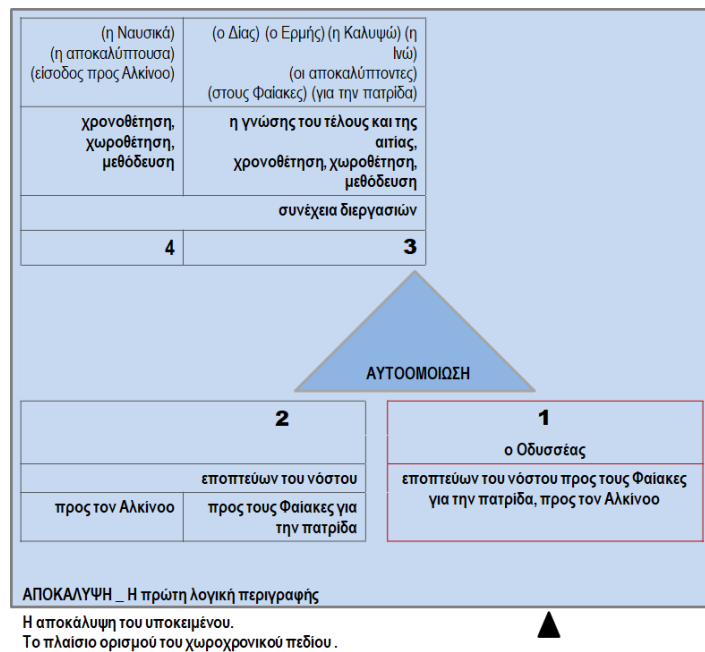 (η Ναυσικά)
(η αποκαλύπτουσα)
(είσοδος προς Αλκίνοο)
(ο Δίας) (ο Ερμής) (η Καλυψώ) (η
Ινώ)
(οι αποκαλύπτοντες)
(στους Φαίακες) (για την πατρίδα)
χρονοθέτηση,
χωροθέτηση,
μεθόδευση
η γνώσης του τέλους και της
αιτίας,
χρονοθέτηση, χωροθέτηση,
μεθόδευση
συνέχεια διεργασιών
4
3
ΑΥΤΟΟΜΟΙΩΣΗ
2
1
ο Οδυσσέας
εποπτεύων του νόστου
εποπτεύων του νόστου προς τους Φαίακες
για την πατρίδα, προς τον Αλκίνοο
προς τον Αλκίνοο
προς τους Φαίακες για
την πατρίδα
ΑΠΟΚΑΛΥΨΗ _ Η πρώτη λογική περιγραφής
Η αποκάλυψη του υποκειμένου.
Το πλαίσιο ορισμού του χωροχρονικού πεδίου .